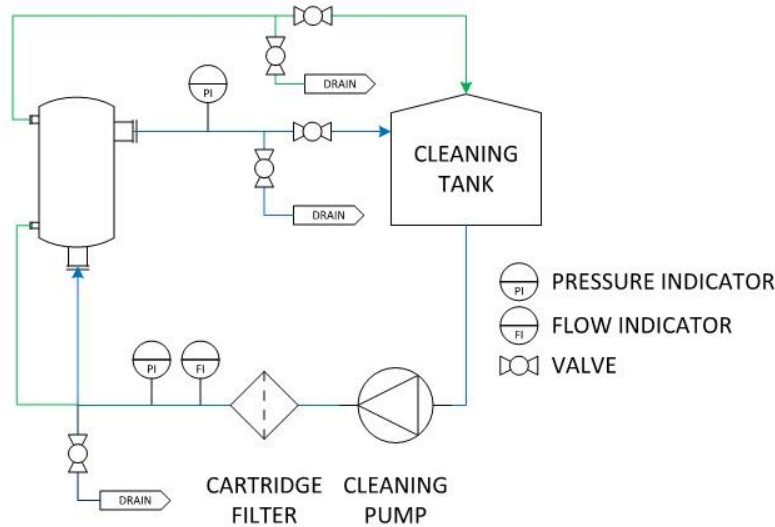 DRAIN
PI
CLEANING
TANK
DRAIN
PI PRESSURE INDICATOR
FI FLOW INDICATOR
VALVE
PI
FI
DRAIN
CARTRIDGE
FILTER
CLEANING
PUMP